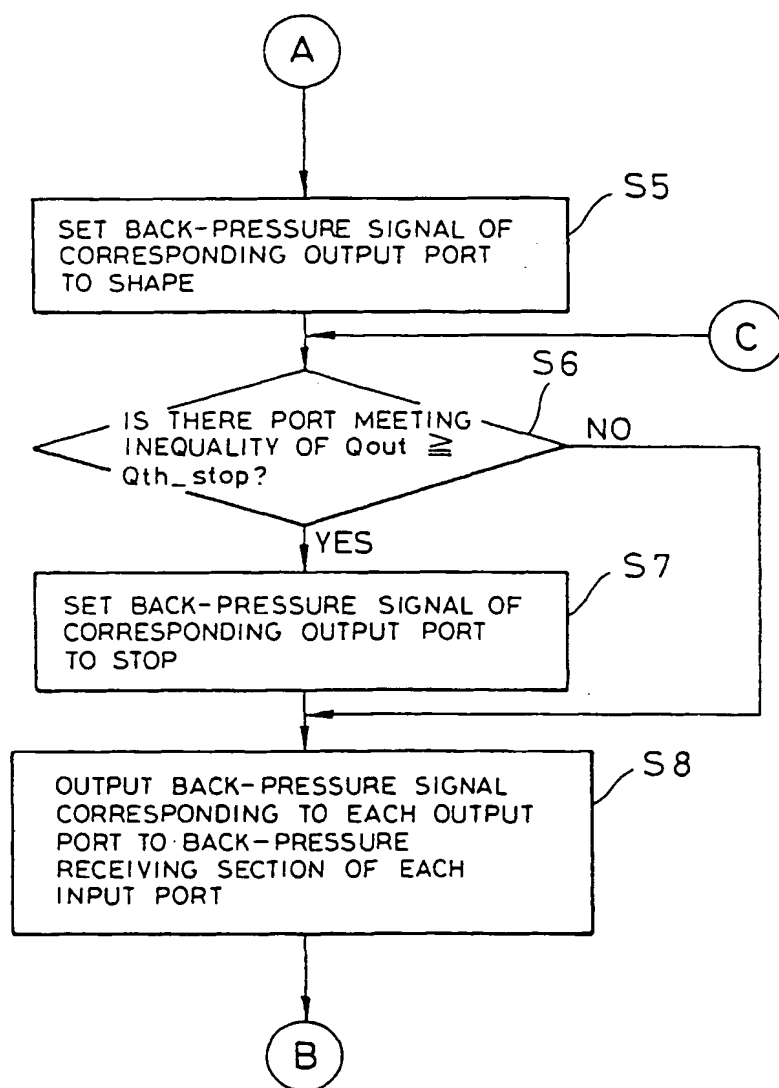 A
S5
SET BACK-PRESSURE SIGNAL OF
CORRESPONDING OUTPUT PORT
TO SHAPE
C
S6
IS THERE PORT MEETING
INEQUALITY OF Qout ≧
Qth_stop?
NO
YES
S7
SET BACK-PRESSURE SIGNAL OF
CORRESPONDING OUTPUT PORT
TO STOP
S8
OUTPUT BACK-PRESSURE SIGNAL
CORRESPONDING TO EACH OUTPUT
PORT TO BACK-PRESSURE
RECEIVING SECTION OF EACH
INPUT PORT
B